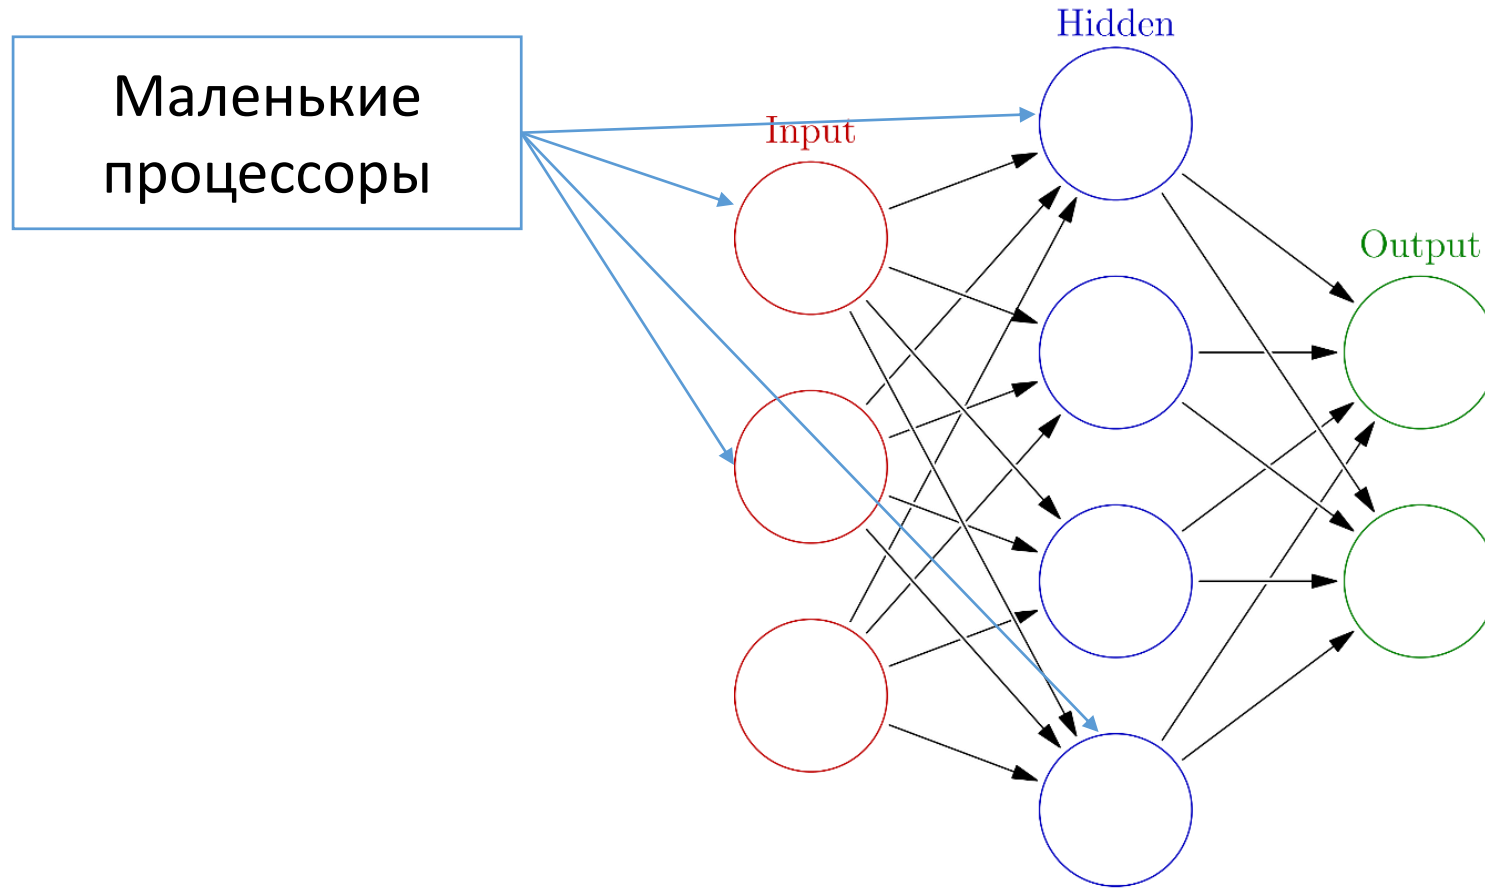 Маленькие
процессоры
Input
Hidden
Output